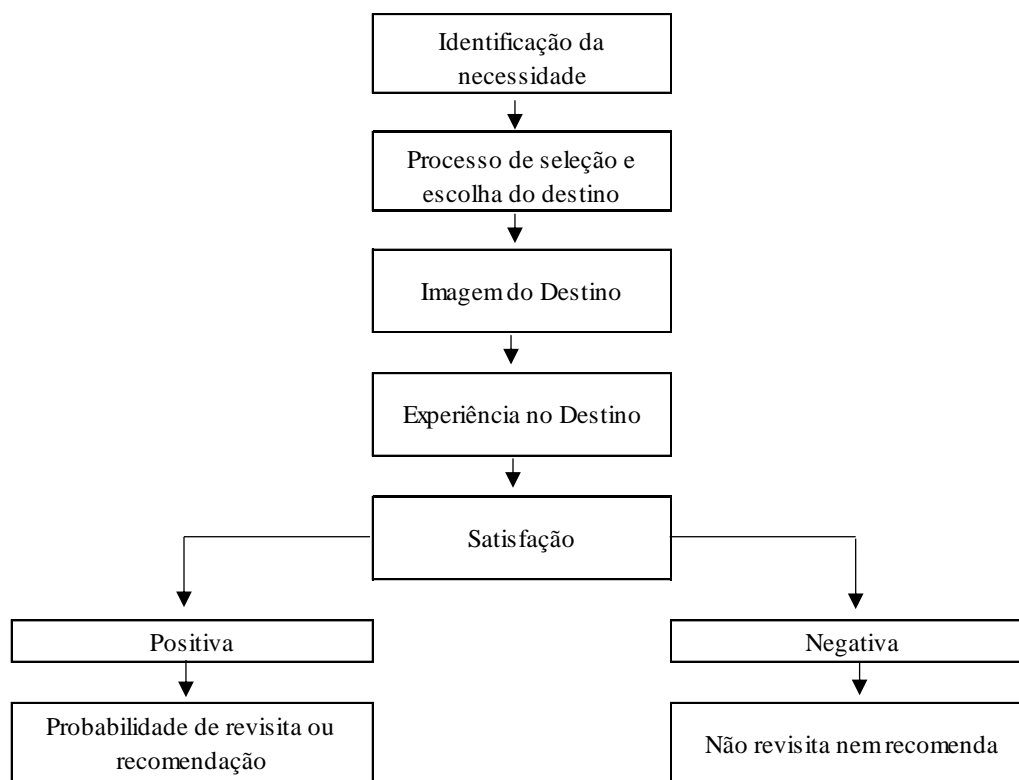 Identificação da
necessidade
Processo de seleção e
escolha do destino
Imagem do Destino
Experiência no Destino
Satisfação
Positiva
Negativa
Probabilidade de revisita ou
recomendação
Não revisita nem recomenda